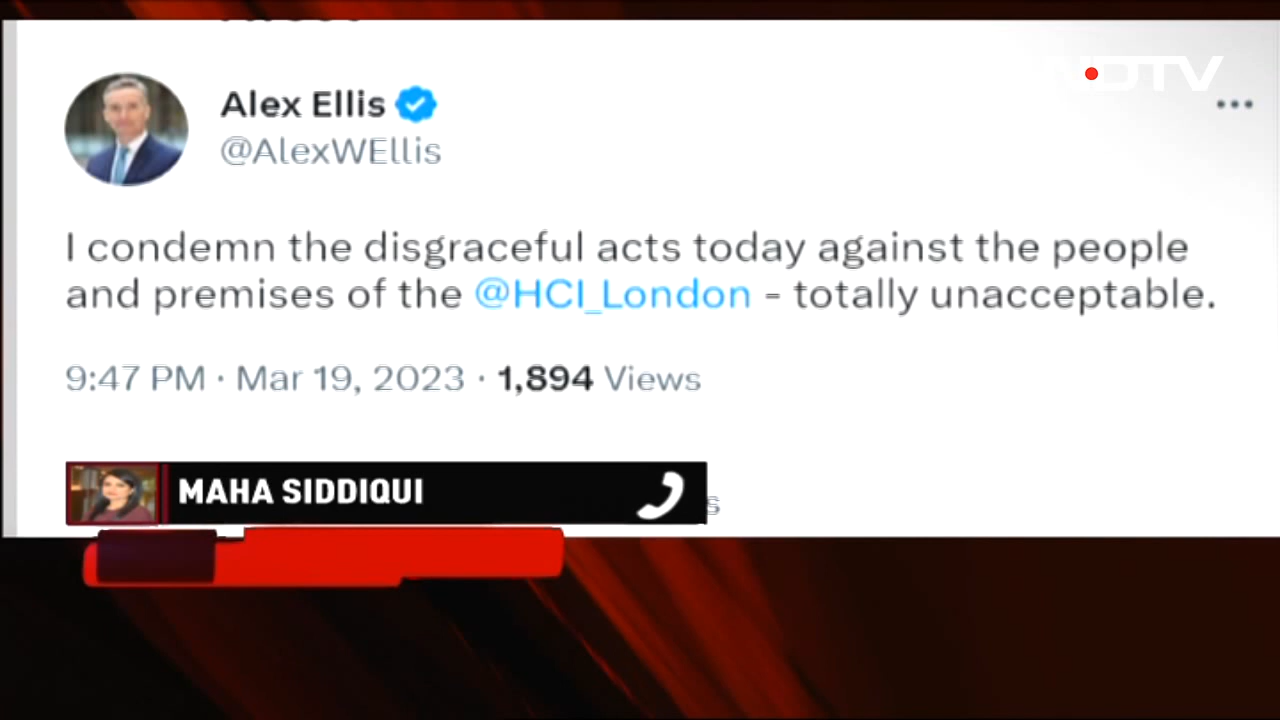 NDTV
Alex Ellis
@AlexWEllis
I condemn the disgraceful acts today against the people
and premises of the @HCI_London - totally unacceptable.
9:47 PM · Mar 19, 2023 · 1,894 Views
MAHA SIDDIQUI
s